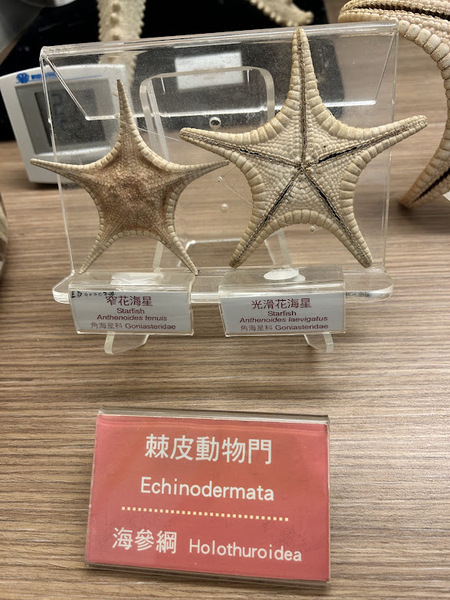 窄花海星
Starfish
Anthenoides tenuis
角海星科 Goniasteridae
光滑花海星
Starfish
Anthenoides laevigatus
角海星科 Goniasteridae
棘皮動物門
Echinodermata
海參綱 Holothuroidea